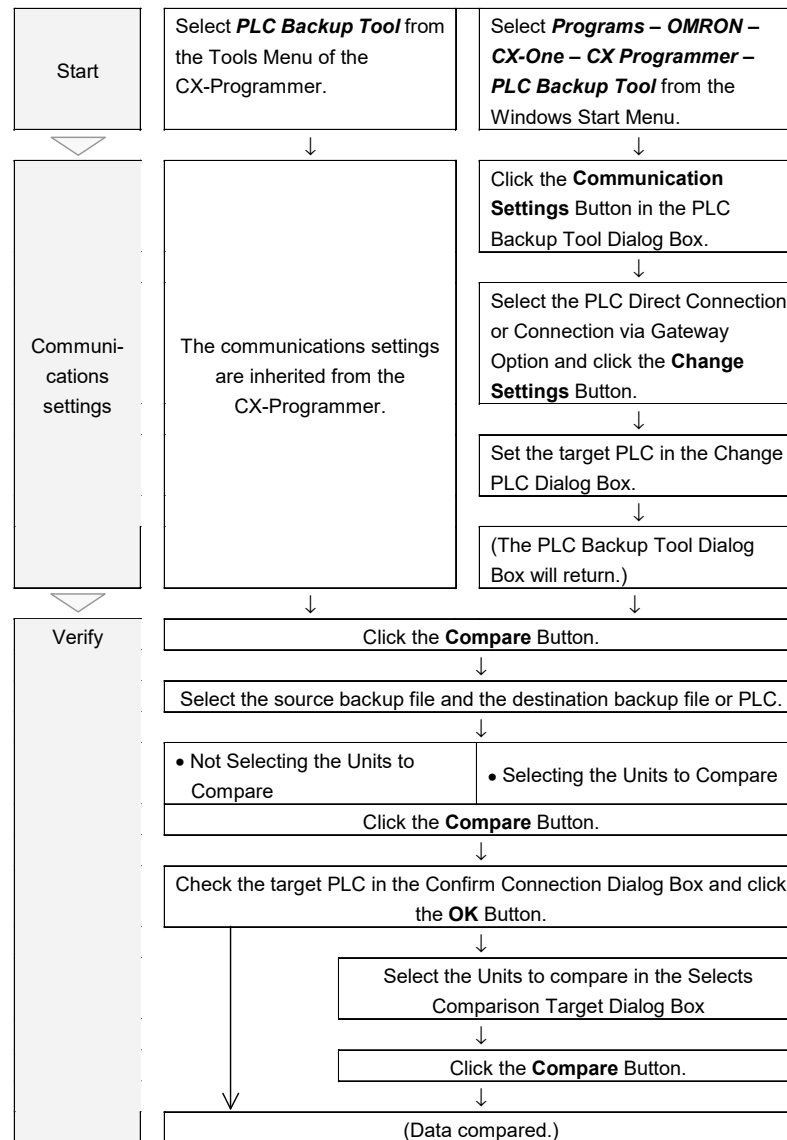 Start
Select PLC Backup Tool from
the Tools Menu of the
CX-Programmer.
Select Programs – OMRON –
CX-One – CX Programmer –
PLC Backup Tool from the
Windows Start Menu.
↓
↓
Communi-
cations
settings
The communications settings
are inherited from the
CX-Programmer.
Click the Communication
Settings Button in the PLC
Backup Tool Dialog Box.
↓
Select the PLC Direct Connection
or Connection via Gateway
Option and click the Change
Settings Button.
↓
Set the target PLC in the Change
PLC Dialog Box.
↓
(The PLC Backup Tool Dialog
Box will return.)
↓
↓
Verify
Click the Compare Button.
↓
Select the source backup file and the destination backup file or PLC.
↓
• Not Selecting the Units to
Compare
• Selecting the Units to Compare
Click the Compare Button.
↓
Check the target PLC in the Confirm Connection Dialog Box and click
the OK Button.
↓
Select the Units to compare in the Selects
Comparison Target Dialog Box
↓
Click the Compare Button.
↓
(Data compared.)